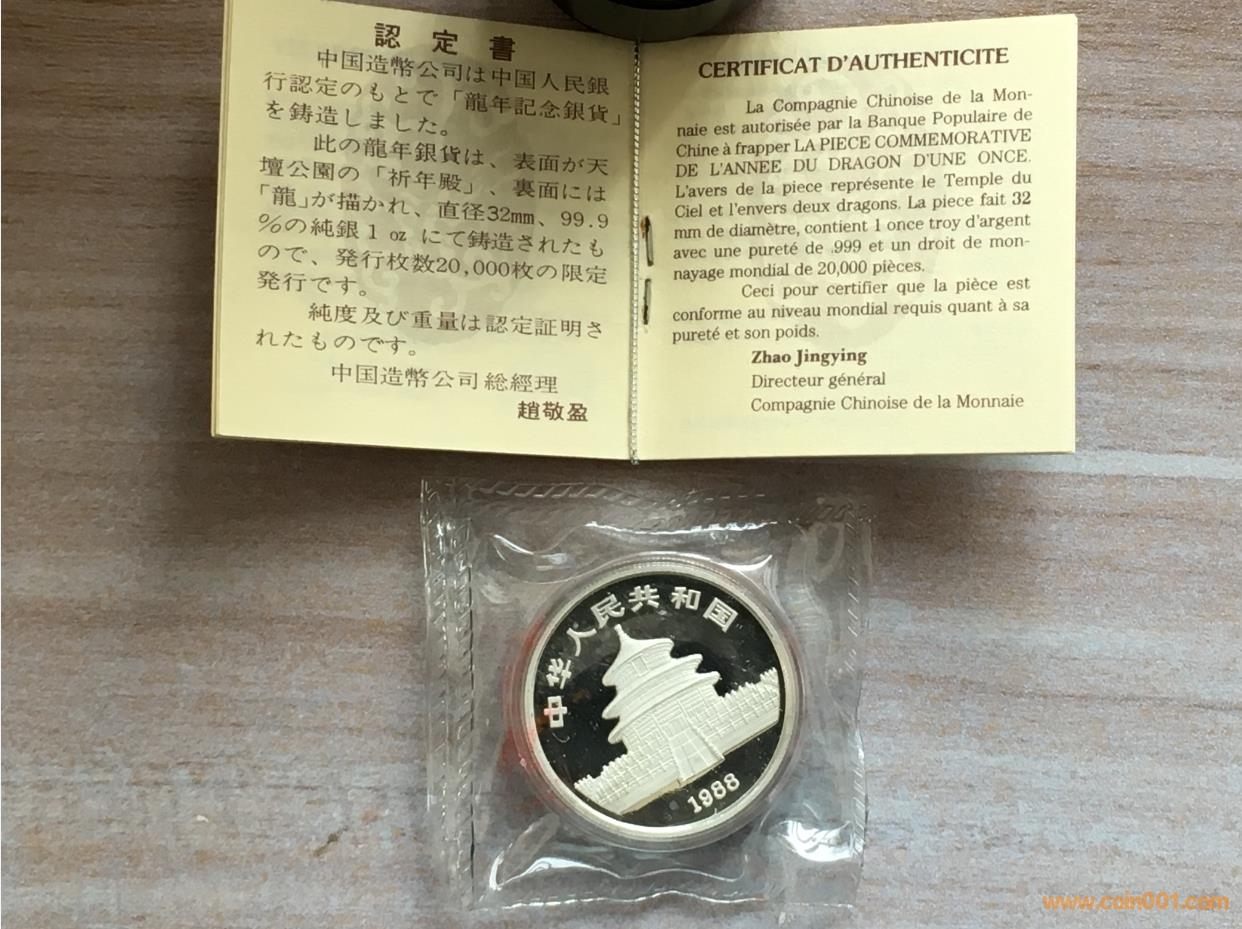 認定書
中国造幣公司は中国人民銀
行認定のもとで「龍年記念銀貨」
を鋳造しました。
此の龍年銀貨は、表面が天
壇公園の「祈年殿」、裏面には
「龍」が描かれ、直径32mm、99.9
%の純銀1 oz にて鋳造されたも
ので、発行枚数20,000枚の限定
発行です。
純度及び重量は認定証明さ
れたものです。
中国造幣公司総經理
趙敬盈
CERTIFICAT D'AUTHENTICITE
La Compagnie Chinoise de la Mon-
naie est autorisée par la Banque Populaire de
Chine à frapper LA PIECE COMMEMORATIVE
DE L'ANNEE DU DRAGON D'UNE ONCE.
L'avers de la piece représente le Temple du
Ciel et l'envers deux dragons. La piece fait 32
mm de diamètre, contient 1 once troy d'argent
avec une pureté de .999 et un droit de mon-
nayage mondial de 20,000 pièces.
Ceci pour certifier que la pièce est
conforme au niveau mondial requis quant à sa
pureté et son poids.
Zhao Jingying
Directeur général
Compagnie Chinoise de la Monnaie
中华人民共和国
1988
www.coin001.com